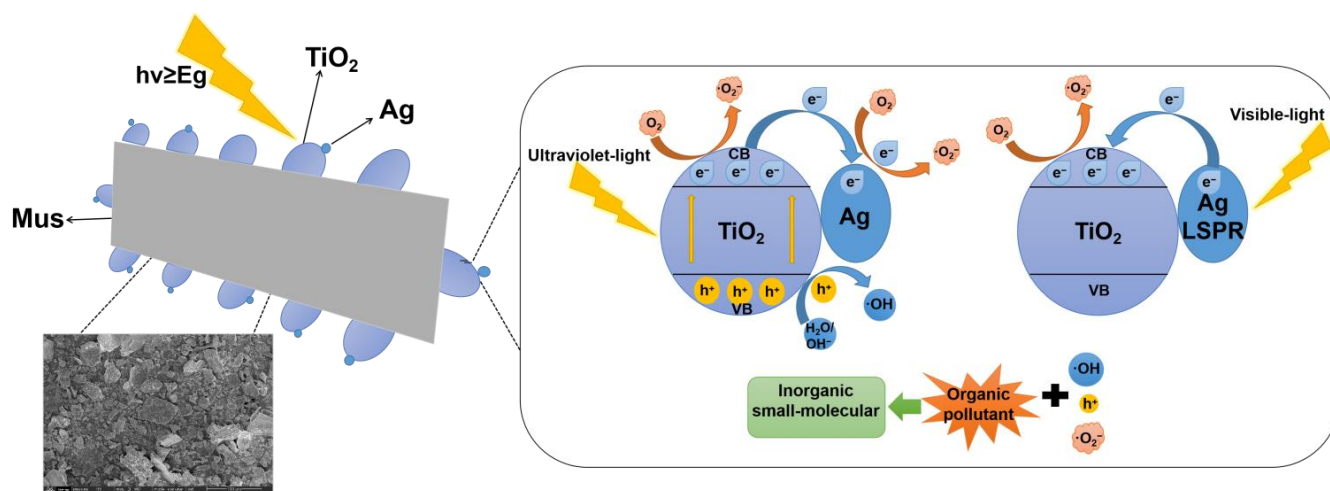 hv≥Eg
TiO₂
Ag
Mus
Ultraviolet-light
O₂
·O₂⁻
e⁻
O₂
·O₂⁻
e⁻
CB
e⁻ e⁻ e⁻
e⁻
Ag
TiO₂
h⁺ h⁺ h⁺
VB
h⁺
·OH
H₂O/
OH⁻
O₂
·O₂⁻
e⁻
Visible-light
CB
e⁻ e⁻ e⁻
e⁻
Ag
LSPR
TiO₂
VB
Inorganic
small-molecular
Organic
pollutant
·OH
h⁺
·O₂⁻